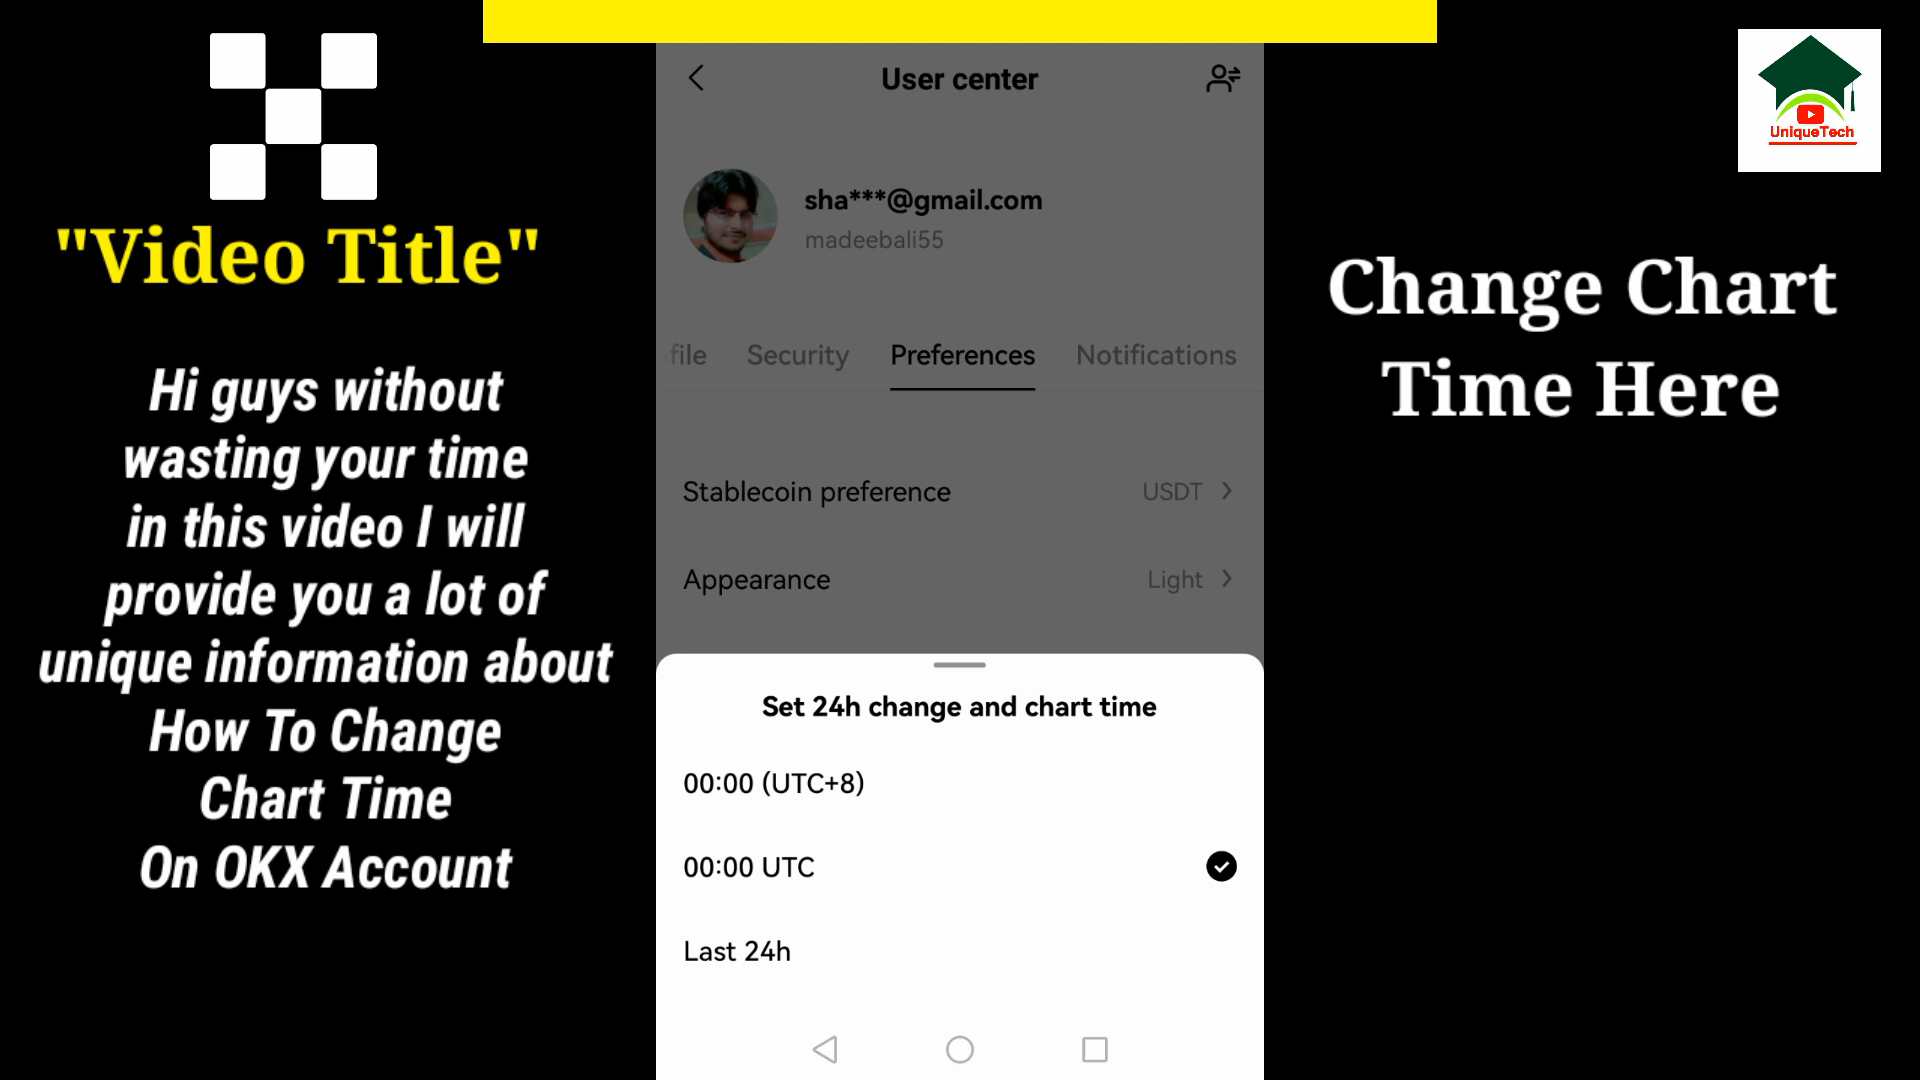 "Video Title"
Hi guys without
wasting your time
in this video I will
provide you a lot of
unique information about
How To Change
Chart Time
On OKX Account
User center
sha***@gmail.com
madeebali55
file Security Preferences Notifications
Stablecoin preference USDT
Appearance Light
Set 24h change and chart time
00:00 (UTC+8)
00:00 UTC
Last 24h
UniqueTech
Change Chart
Time Here